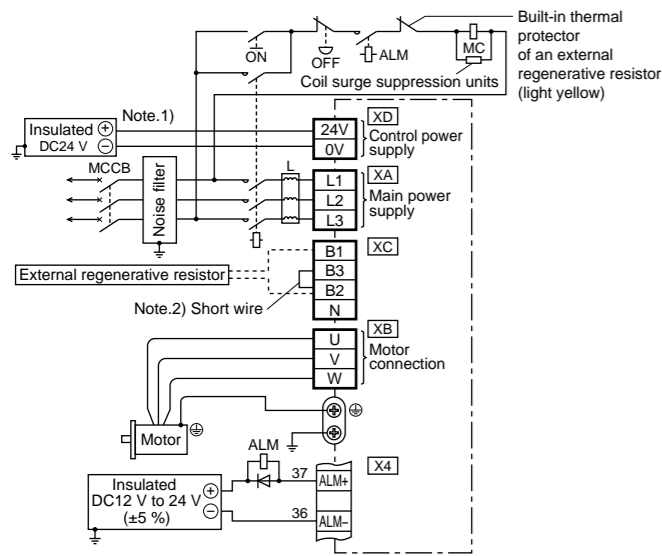 Built-in thermal
protector
of an external
regenerative resistor
(light yellow)
ON
OFF
ALM
MC
Coil surge suppression units
Note.1)
Insulated
DC24 V
XD
24V
0V
Control power
supply
MCCB
Noise filter
L
XA
L1
L2
L3
Main power
supply
XC
B1
B3
B2
N
External regenerative resistor
Note.2) Short wire
XB
U
V
W
Motor
connection
Motor
X4
ALM
Insulated
DC12 V to 24 V
(±5 %)
37
ALM+
36
ALM−